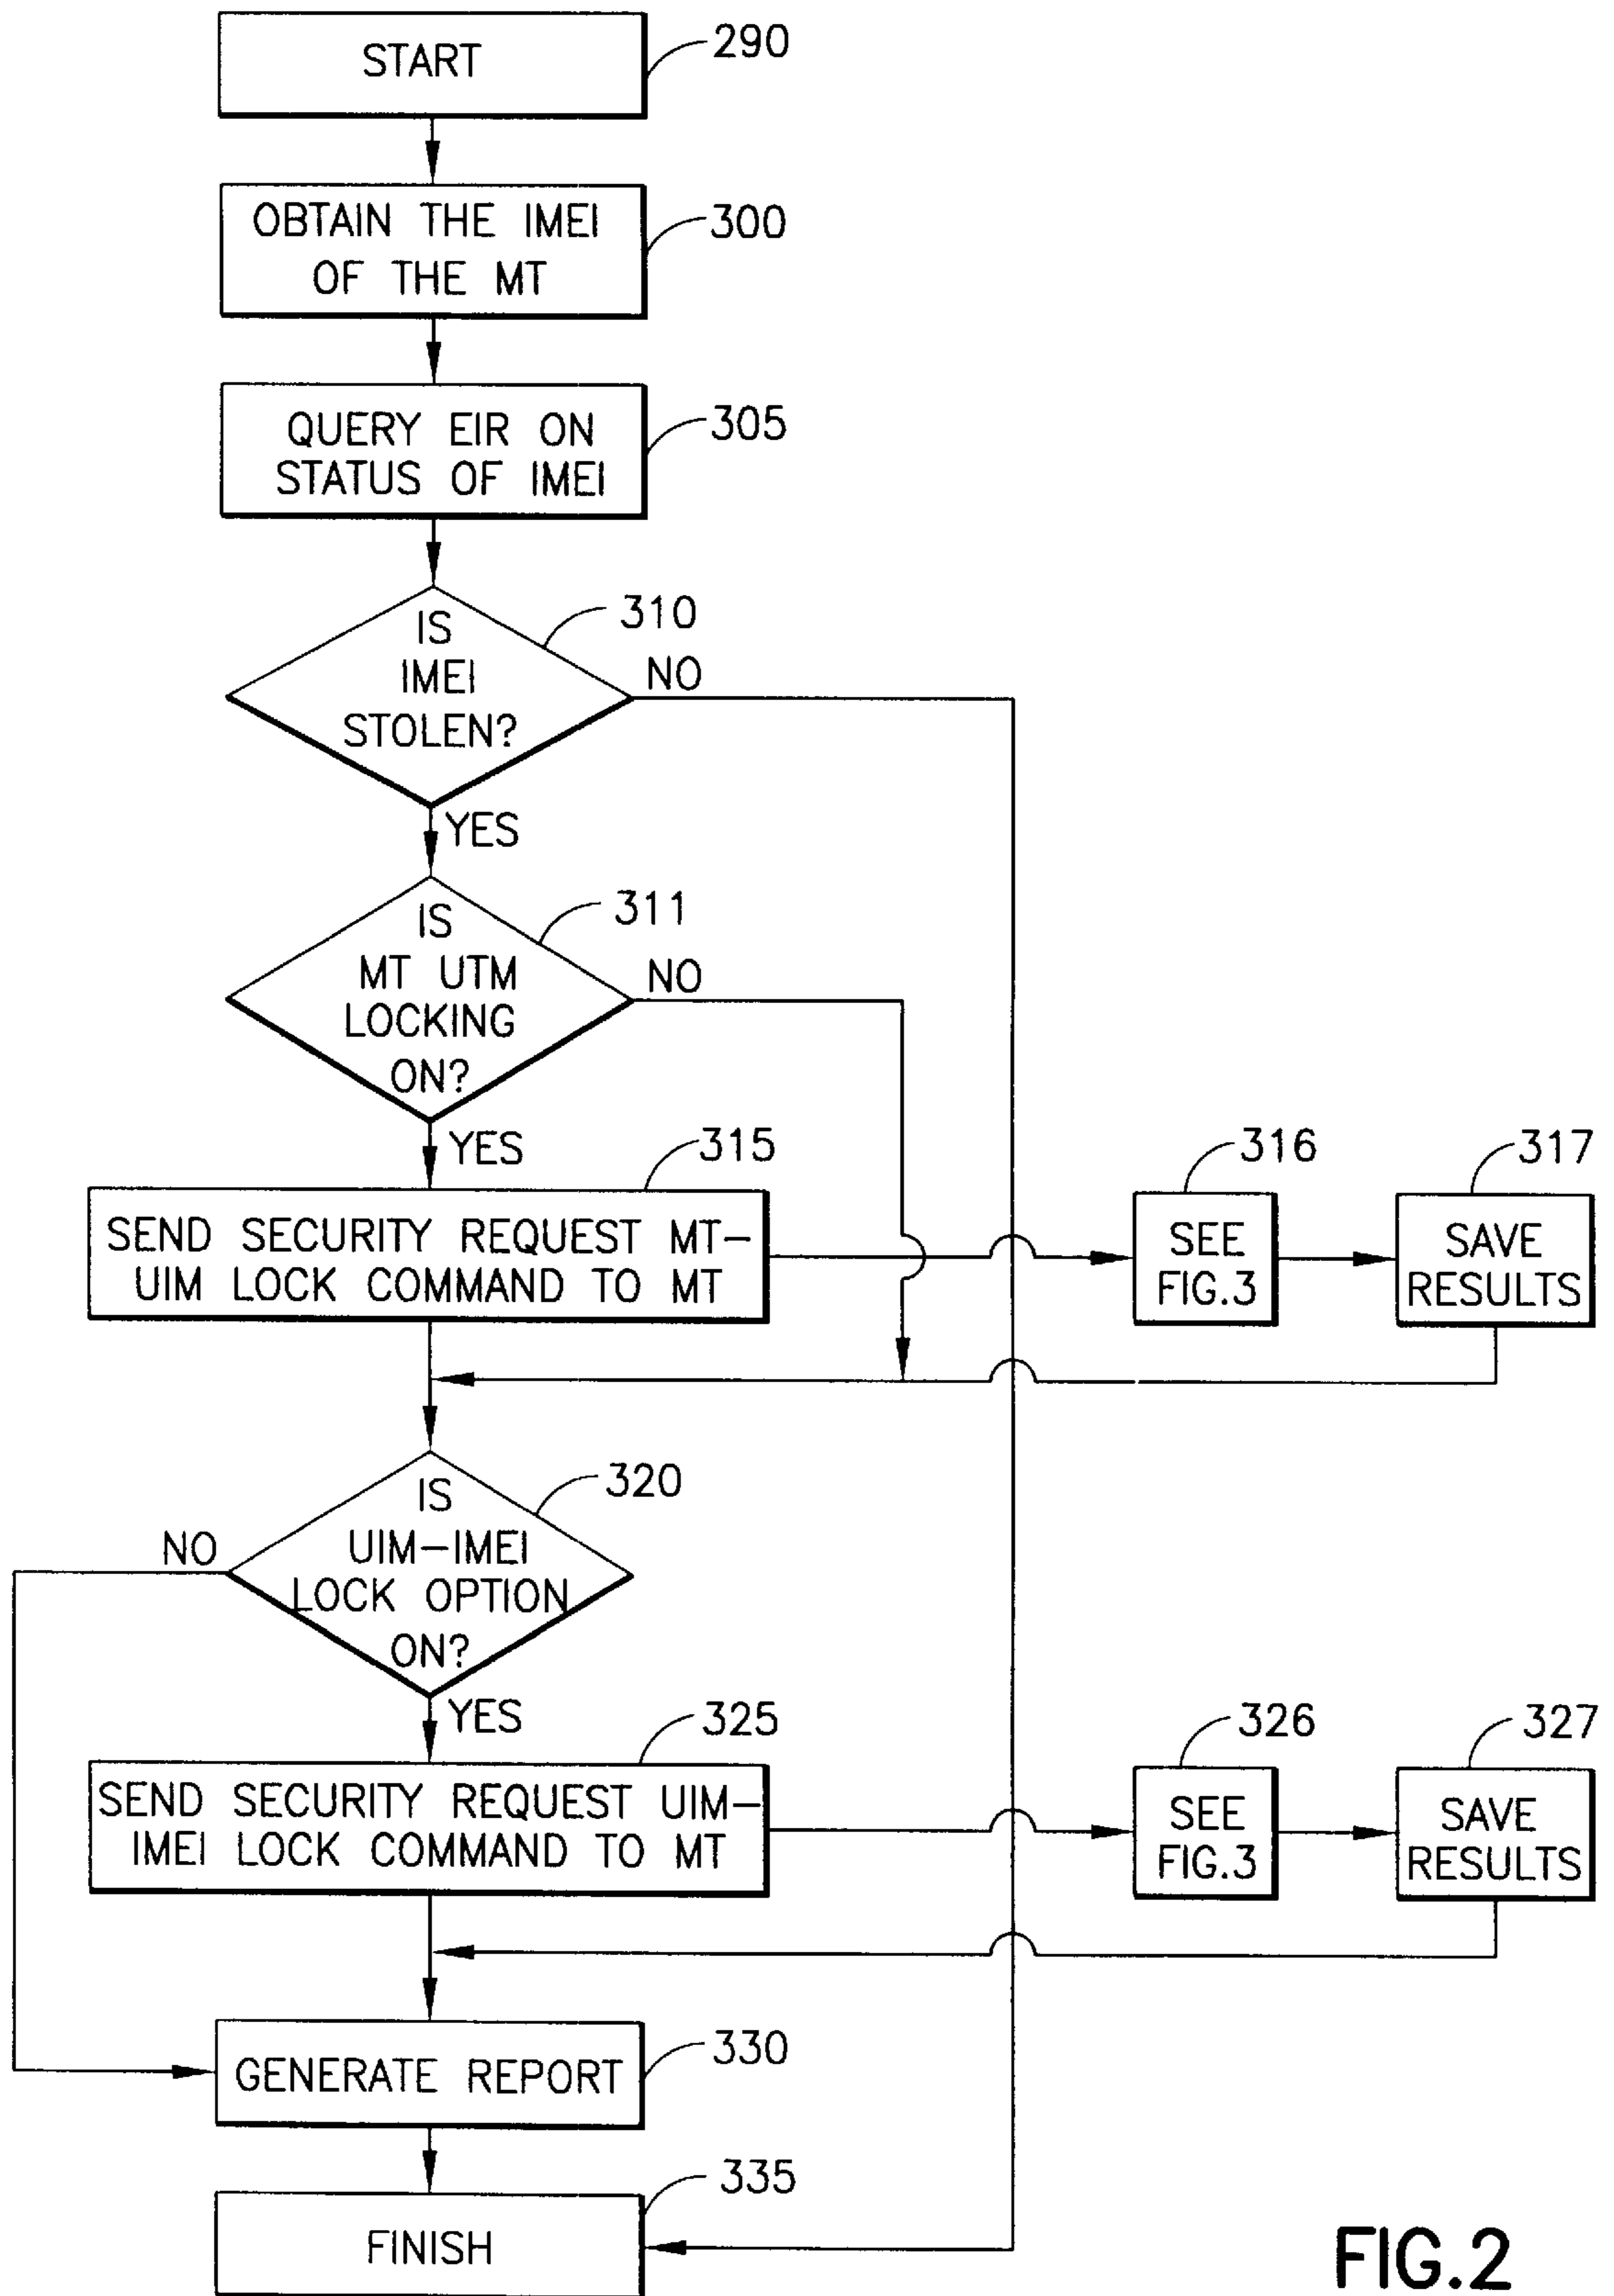 START
290
OBTAIN THE IMEI
OF THE MT
300
QUERY EIR ON
STATUS OF IMEI
305
IS
IMEI
STOLEN?
310
NO
YES
IS
MT UTM
LOCKING
ON?
311
NO
YES
SEND SECURITY REQUEST MT-
UIM LOCK COMMAND TO MT
315
SEE
FIG.3
316
SAVE
RESULTS
317
IS
UIM-IMEI
LOCK OPTION
ON?
320
NO
YES
SEND SECURITY REQUEST UIM-
IMEI LOCK COMMAND TO MT
325
SEE
FIG.3
326
SAVE
RESULTS
327
GENERATE REPORT
330
FINISH
335
FIG.2